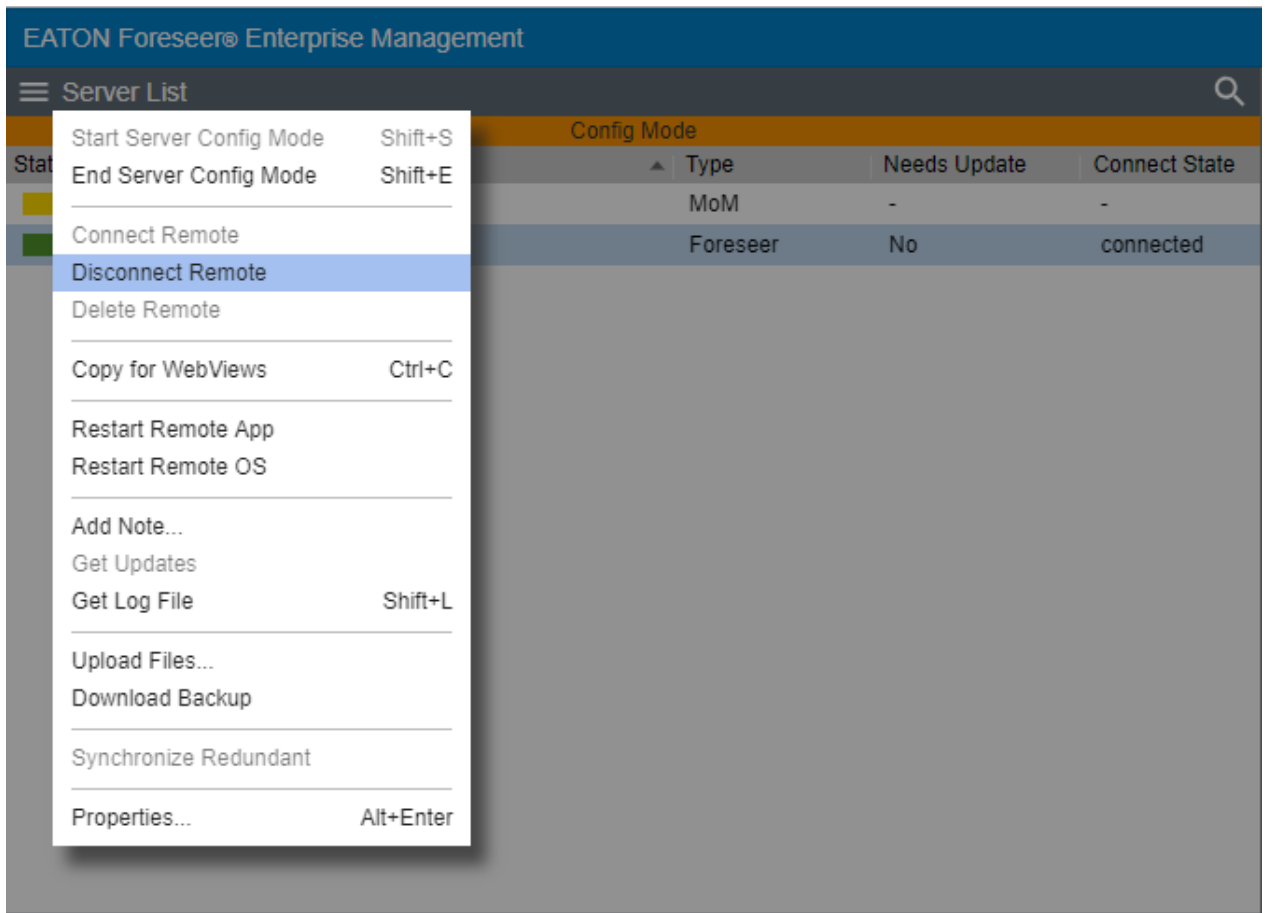 EATON Foreseer® Enterprise Management
Server List
Config Mode
Stat
Type Needs Update Connect State
MoM - -
Foreseer No connected
Start Server Config Mode Shift+S
End Server Config Mode Shift+E
Connect Remote
Disconnect Remote
Delete Remote
Copy for WebViews Ctrl+C
Restart Remote App
Restart Remote OS
Add Note...
Get Updates
Get Log File Shift+L
Upload Files...
Download Backup
Synchronize Redundant
Properties... Alt+Enter